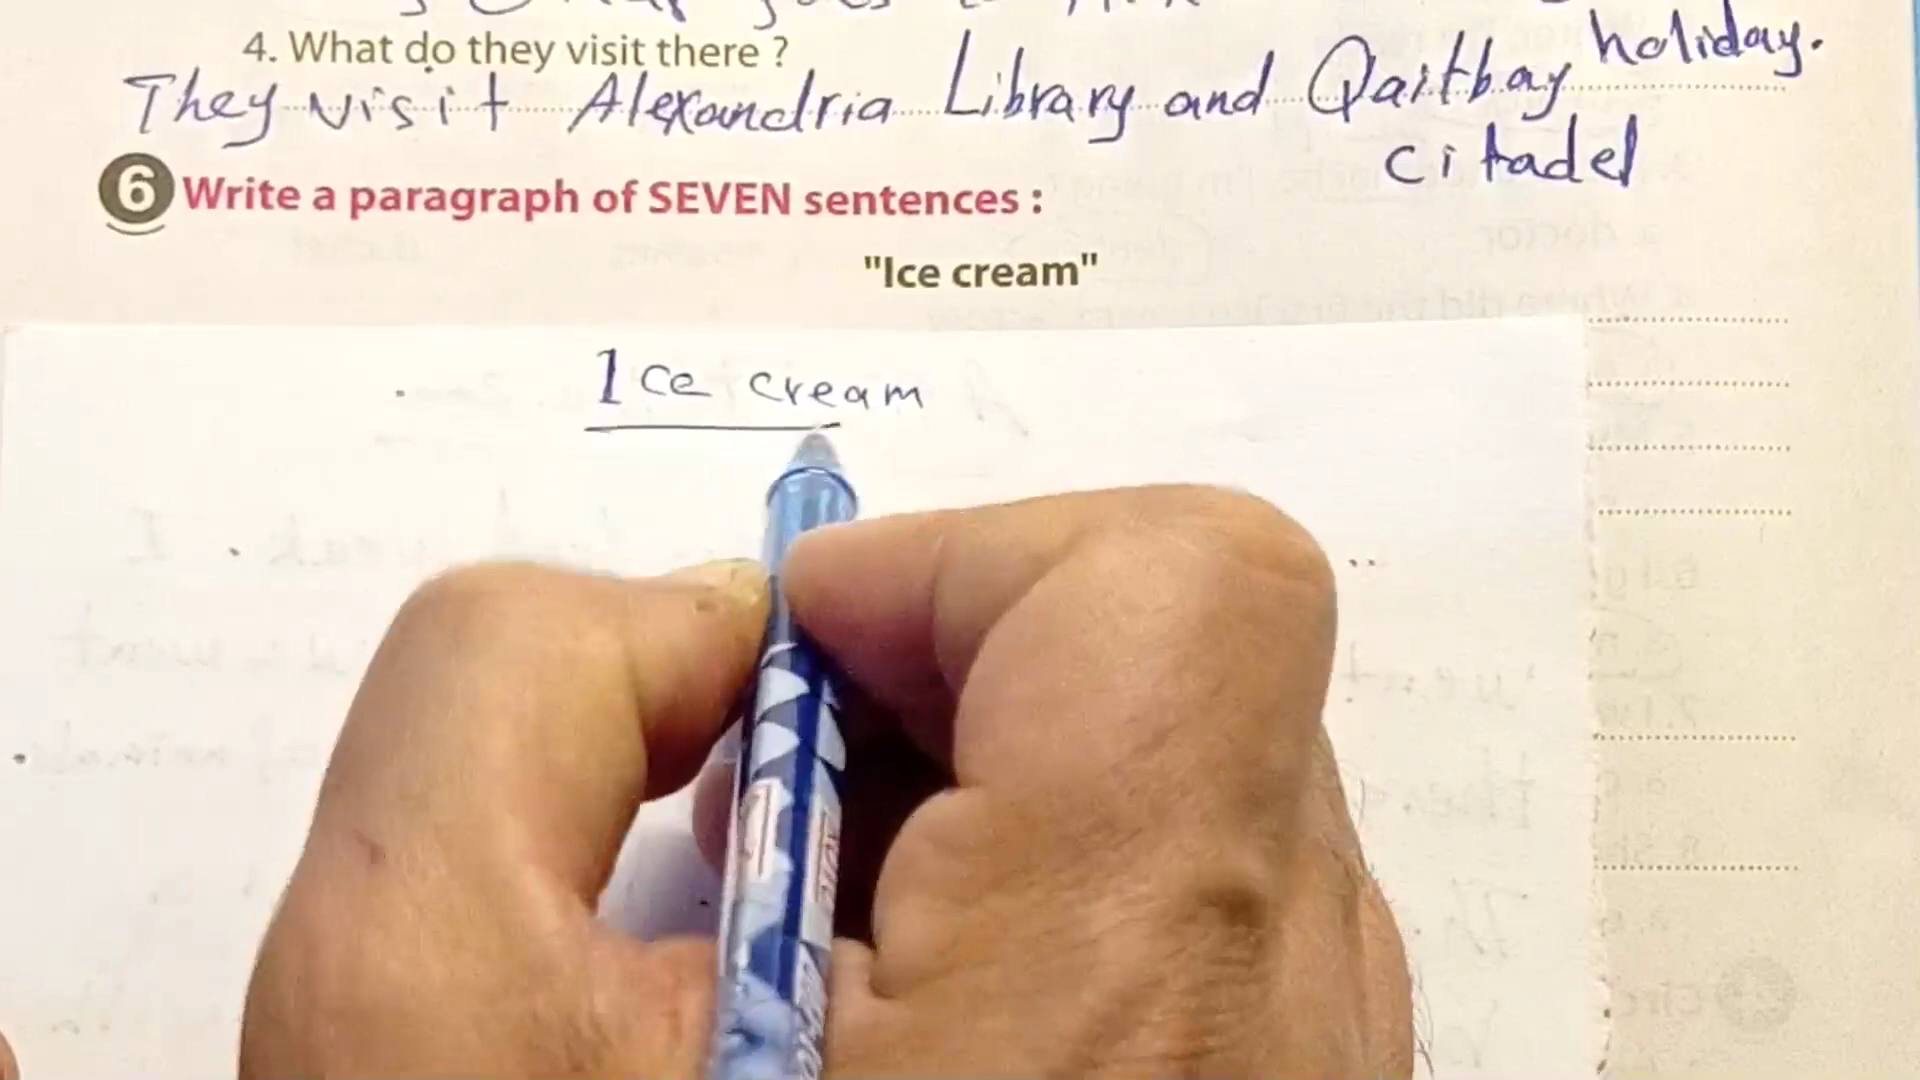 4. What do they visit there ?
holiday.
They visit Alexandria Library and Qaitbay
citadel
6 Write a paragraph of SEVEN sentences :
"Ice cream"
Ice cream